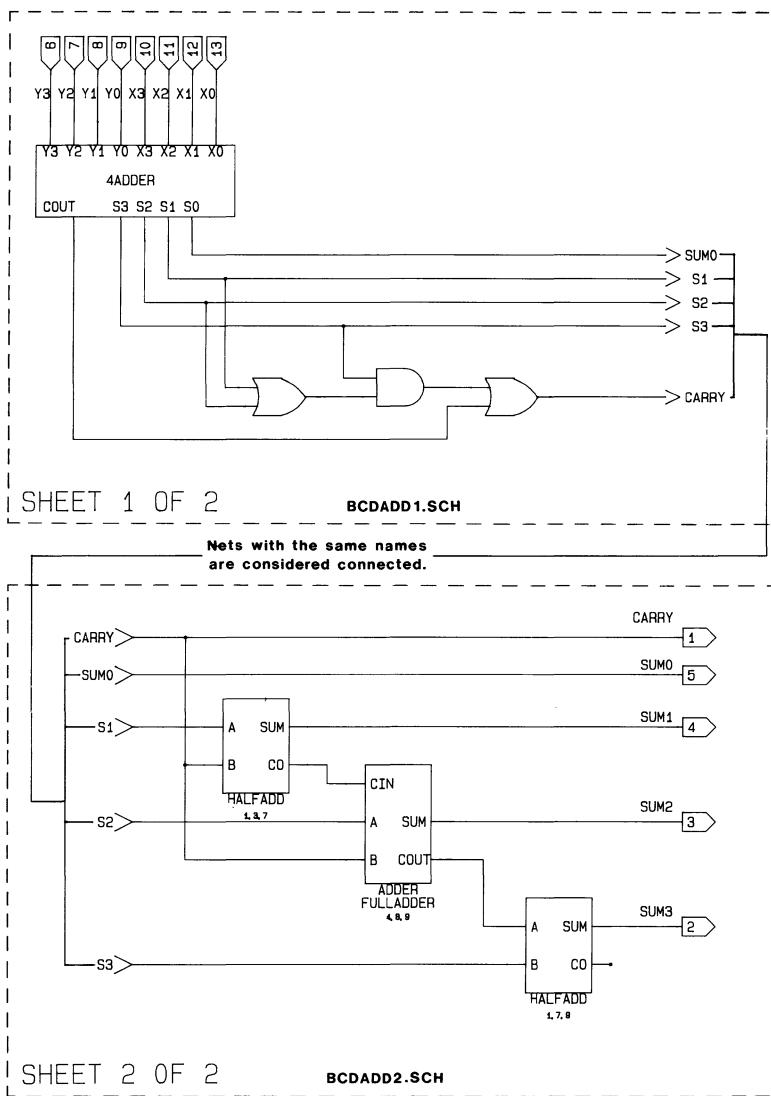 6 7 8 9 10 11 12 13
Y3 Y2 Y1 Y0 X3 X2 X1 X0
Y3 Y2 Y1 Y0 X3 X2 X1 X0
4ADDER
COUT S3 S2 S1 S0
SUM0
S1
S2
S3
CARRY
SHEET 1 OF 2 BCDADD1.SCH
Nets with the same names
are considered connected.
CARRY
CARRY 1
SUM0
SUM0 5
SUM1
S1 A SUM 4
B CO
CIN
HALFADD
1,3,7
SUM2
S2 A SUM 3
B COUT
ADDER
FULLADDER
4,8,9
SUM3
A SUM 2
S3 B CO
HALFADD
1,7,9
SHEET 2 OF 2 BCDADD2.SCH